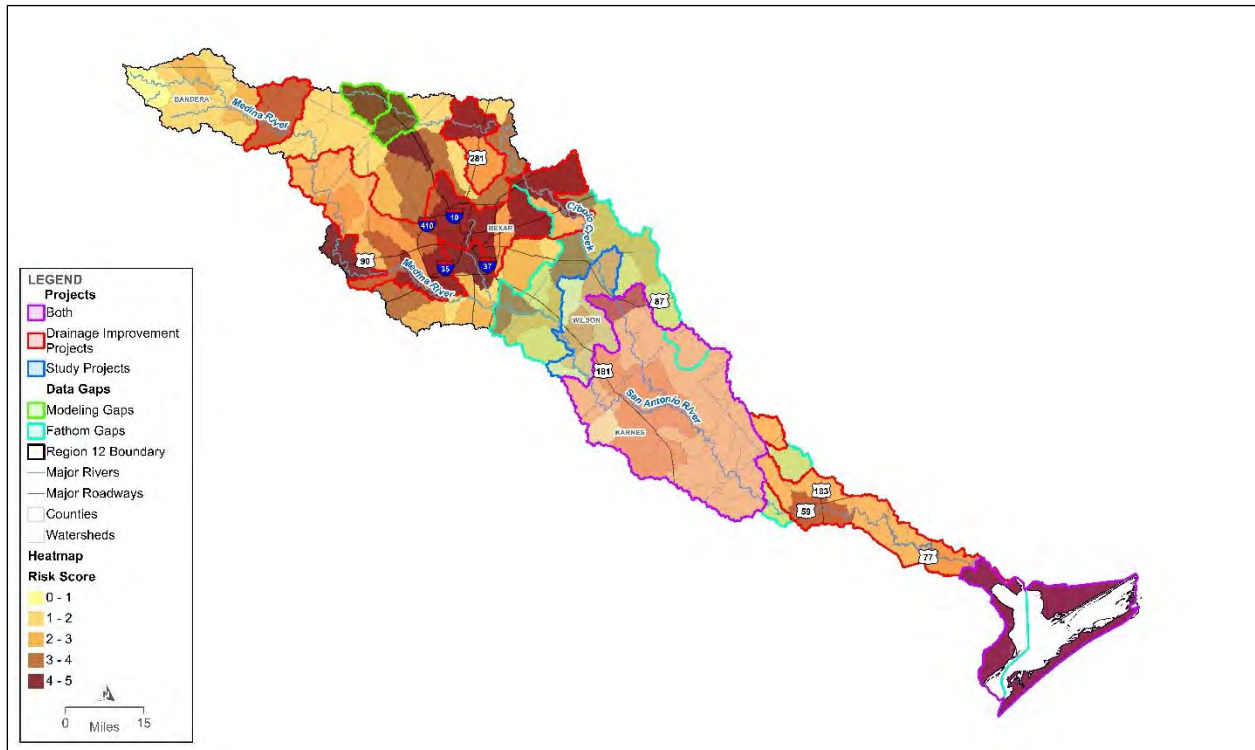 BANDERA
Medina River
281
Cibolo Creek
410
10
BEXAR
90
35
37
Medina River
87
WILSON
181
San Antonio River
KARNES
183
59
77
LEGEND
Projects
Both
Drainage Improvement
Projects
Study Projects
Data Gaps
Modeling Gaps
Fathom Gaps
Region 12 Boundary
Major Rivers
Major Roadways
Counties
Watersheds
Heatmap
Risk Score
0 - 1
1 - 2
2 - 3
3 - 4
4 - 5
N
0 15
Miles